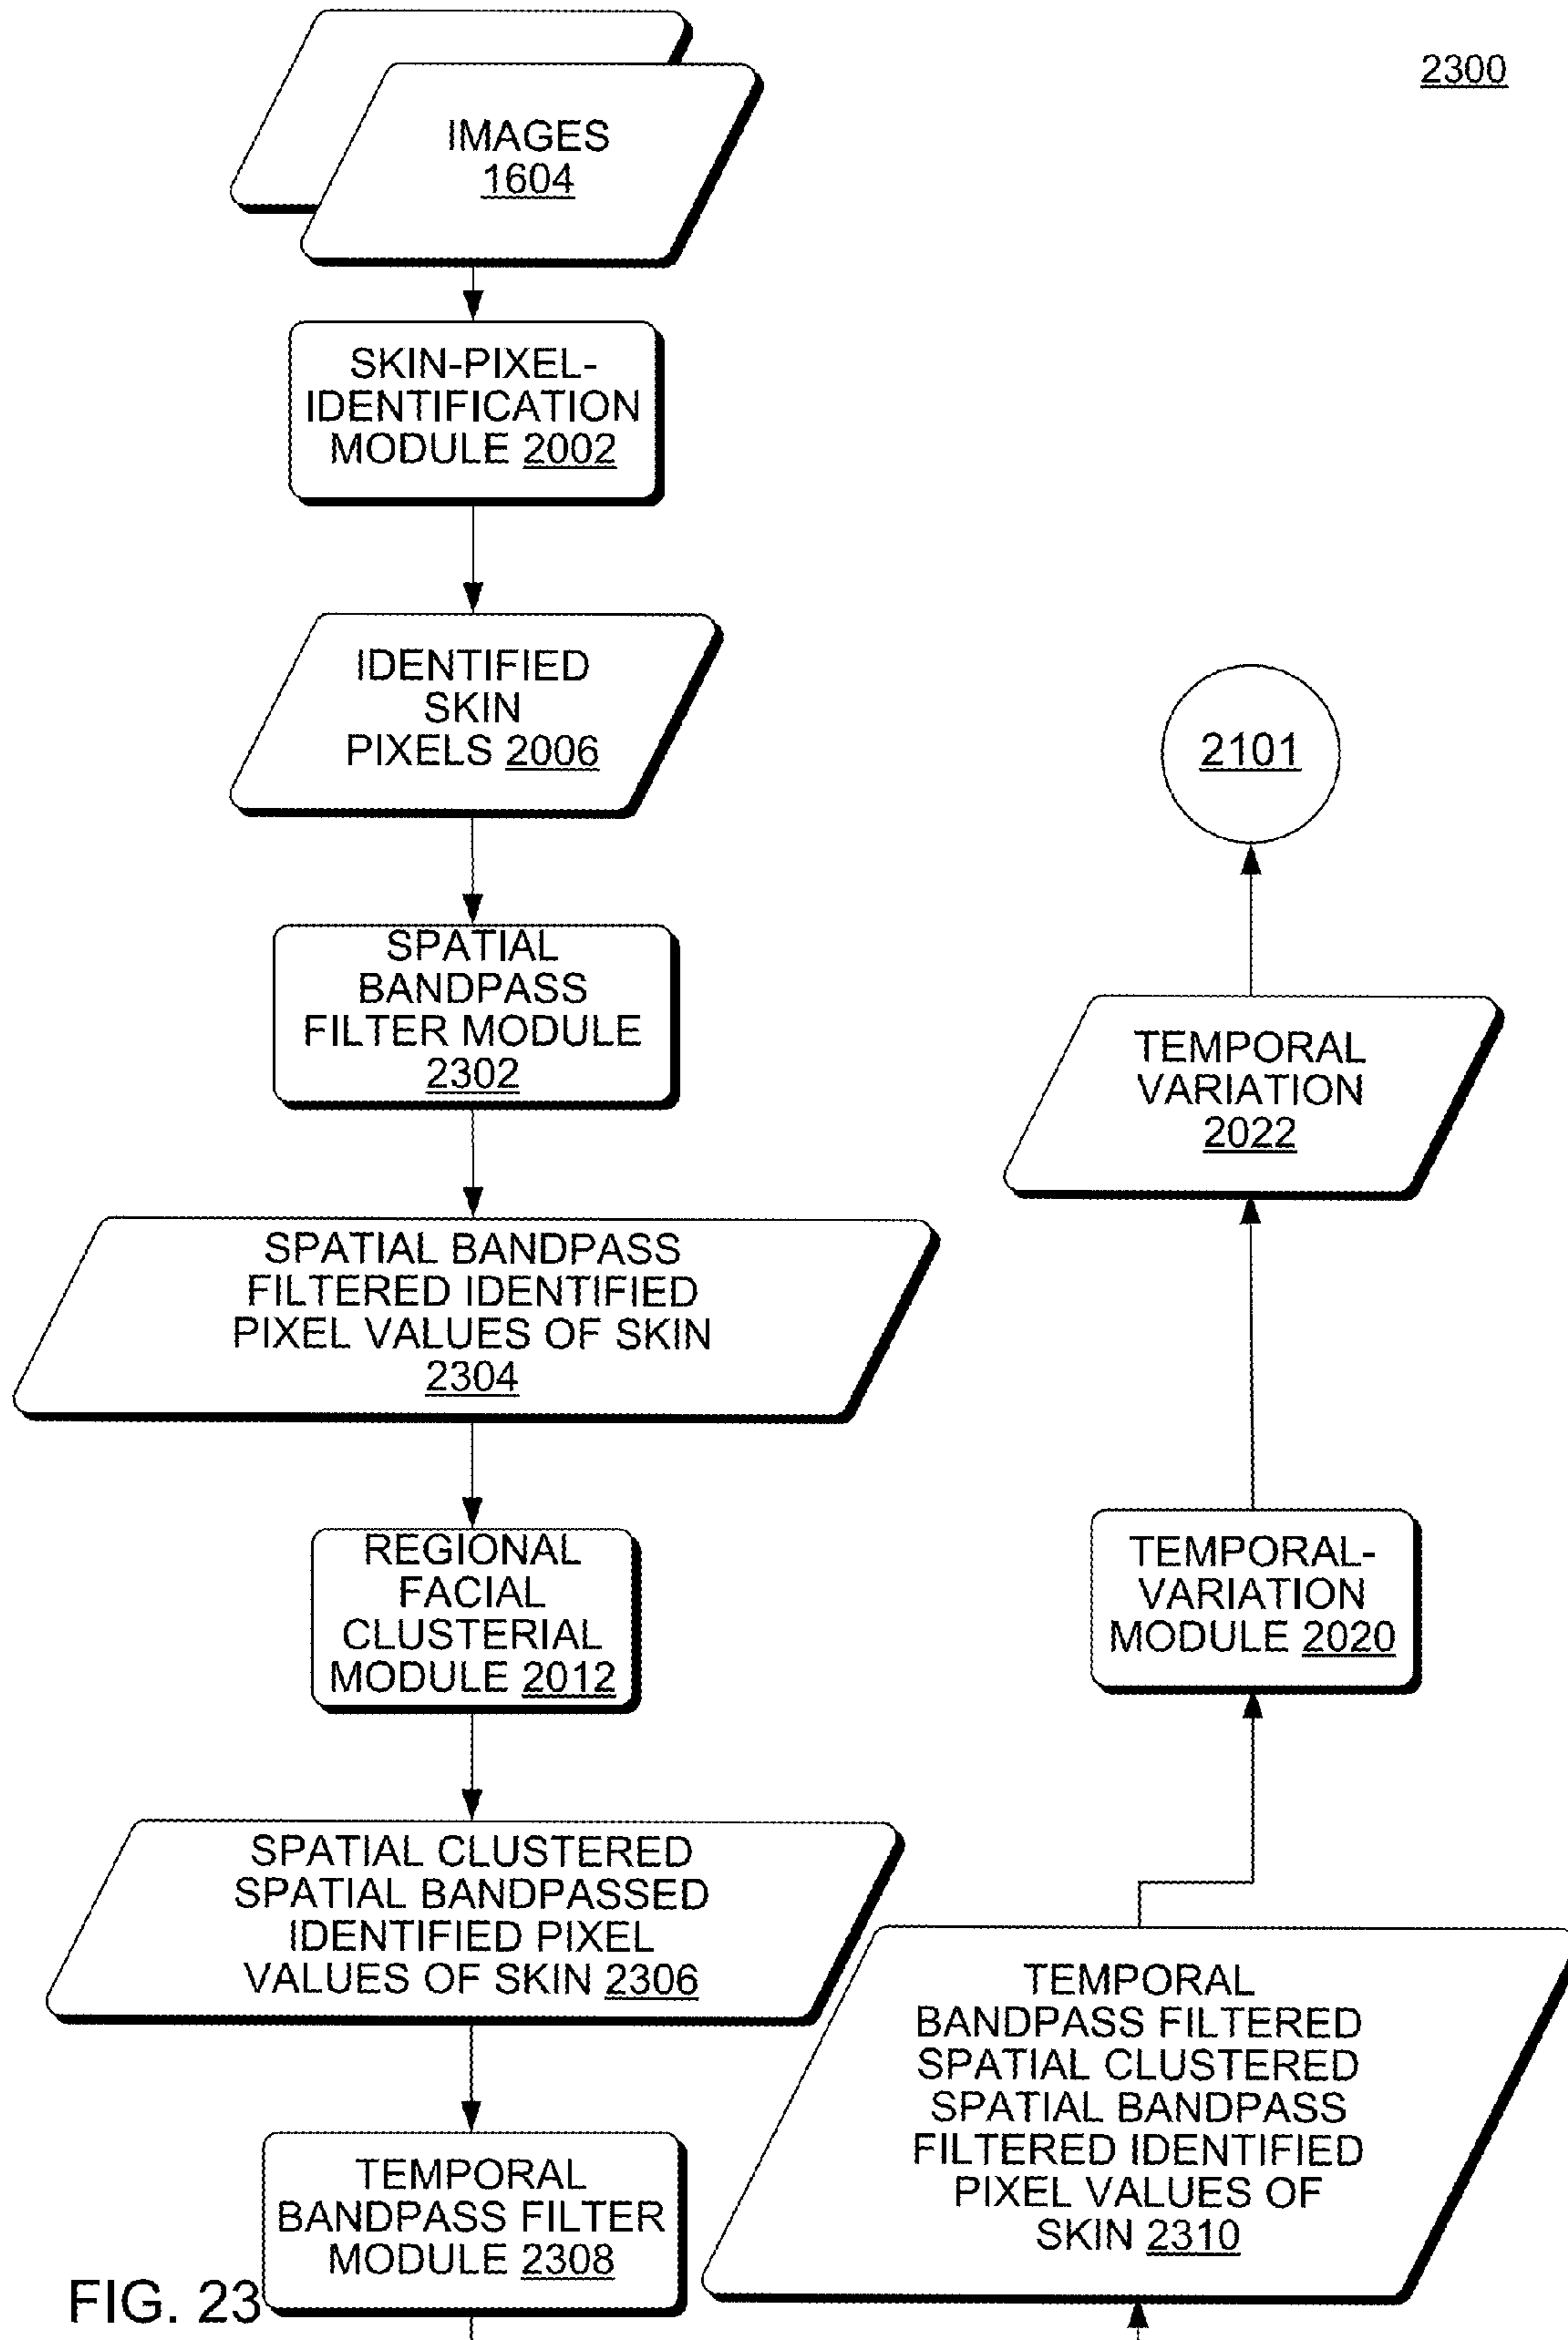 2300
IMAGES
1604
SKIN-PIXEL-
IDENTIFICATION
MODULE 2002
IDENTIFIED
SKIN
PIXELS 2006
SPATIAL
BANDPASS
FILTER MODULE
2302
SPATIAL BANDPASS
FILTERED IDENTIFIED
PIXEL VALUES OF SKIN
2304
REGIONAL
FACIAL
CLUSTERIAL
MODULE 2012
SPATIAL CLUSTERED
SPATIAL BANDPASSED
IDENTIFIED PIXEL
VALUES OF SKIN 2306
TEMPORAL
BANDPASS FILTER
MODULE 2308
TEMPORAL
BANDPASS FILTERED
SPATIAL CLUSTERED
SPATIAL BANDPASS
FILTERED IDENTIFIED
PIXEL VALUES OF
SKIN 2310
TEMPORAL-
VARIATION
MODULE 2020
TEMPORAL
VARIATION
2022
2101
FIG. 23